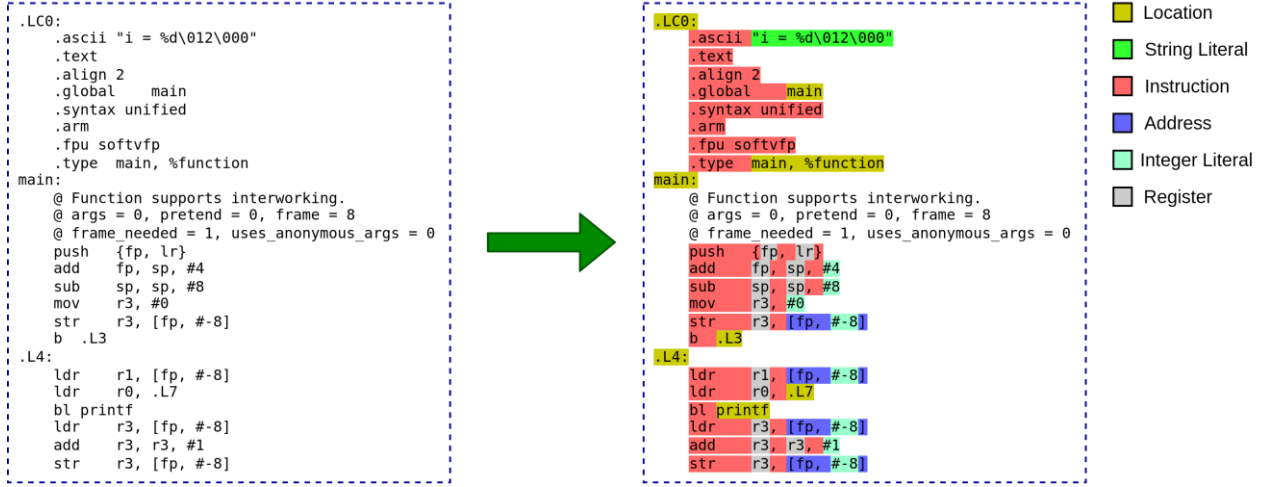 .LC0:
    .ascii "i = %d\012\000"
    .text
    .align 2
    .global    main
    .syntax unified
    .arm
    .fpu softvfp
    .type  main, %function
main:
    @ Function supports interworking.
    @ args = 0, pretend = 0, frame = 8
    @ frame_needed = 1, uses_anonymous_args = 0
    push   {fp, lr}
    add    fp, sp, #4
    sub    sp, sp, #8
    mov    r3, #0
    str    r3, [fp, #-8]
    b  .L3
.L4:
    ldr    r1, [fp, #-8]
    ldr    r0, .L7
    bl printf
    ldr    r3, [fp, #-8]
    add    r3, r3, #1
    str    r3, [fp, #-8]
.LC0:
    .ascii "i = %d\012\000"
    .text
    .align 2
    .global    main
    .syntax unified
    .arm
    .fpu softvfp
    .type  main, %function
main:
    @ Function supports interworking.
    @ args = 0, pretend = 0, frame = 8
    @ frame_needed = 1, uses_anonymous_args = 0
    push   {fp, lr}
    add    fp, sp, #4
    sub    sp, sp, #8
    mov    r3, #0
    str    r3, [fp, #-8]
    b  .L3
.L4:
    ldr    r1, [fp, #-8]
    ldr    r0, .L7
    bl printf
    ldr    r3, [fp, #-8]
    add    r3, r3, #1
    str    r3, [fp, #-8]
Location
String Literal
Instruction
Address
Integer Literal
Register